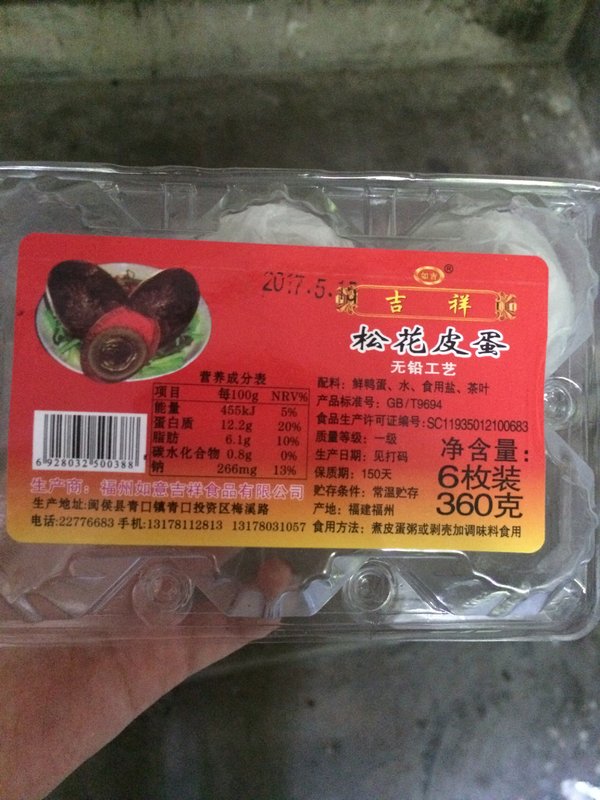 2017.5.15
如吉®
吉祥
松花皮蛋
无铅工艺
营养成分表
项目 每100g NRV%
能量 455kJ 5%
蛋白质 12.2g 20%
脂肪 6.1g 10%
碳水化合物 0.8g 0%
钠 266mg 13%
6 928032 500388
生产商：福州如意吉祥食品有限公司
生产地址:闽侯县青口镇青口投资区梅溪路
电话:22776683 手机:13178112813 13178031057
配料：鲜鸭蛋、水、食用盐、茶叶
产品标准号：GB/T9694
食品生产许可证编号：SC11935012100683
质量等级：一级
生产日期：见打码
保质期：150天
贮存条件：常温贮存
产地：福建福州
食用方法：煮皮蛋粥或剥壳加调味料食用
净含量：
6枚装
360克